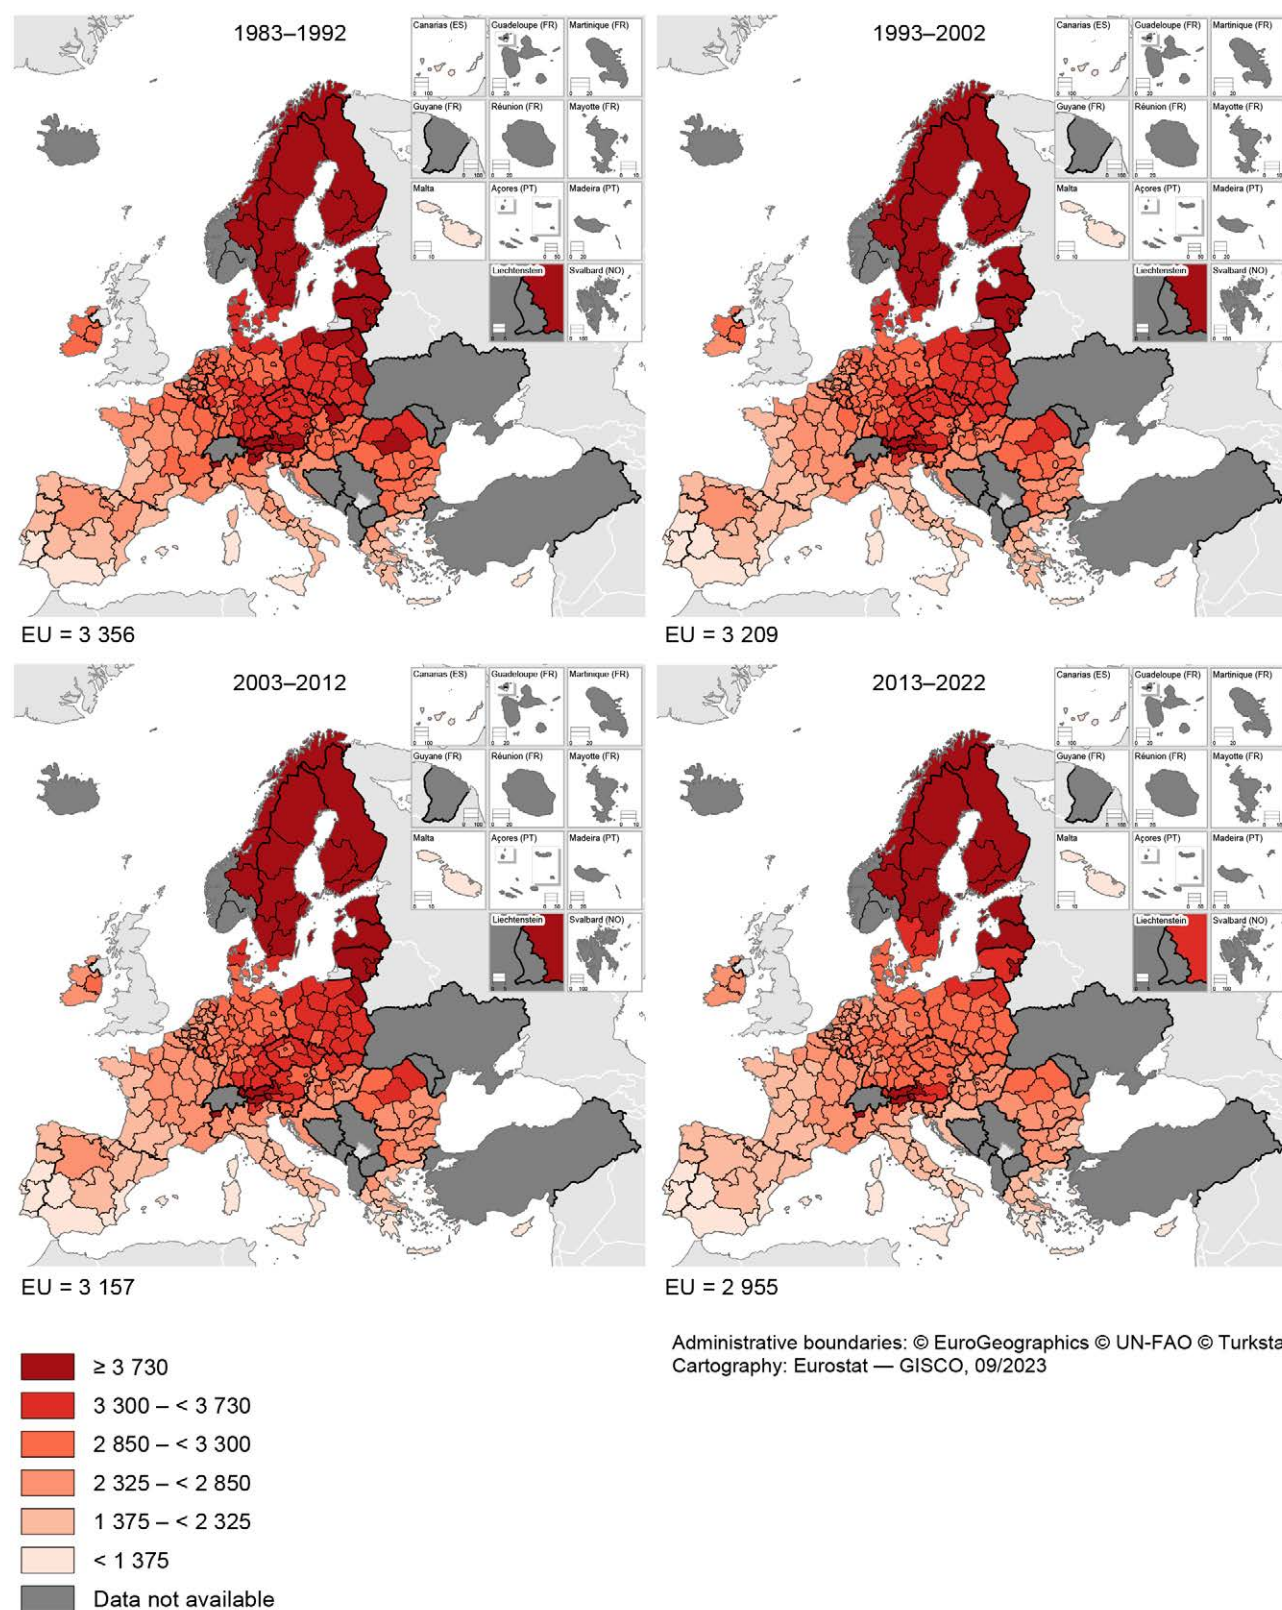 1983–1992
Canarias (ES)
Guadeloupe (FR)
Martinique (FR)
Guyane (FR)
Réunion (FR)
Mayotte (FR)
Malta
Açores (PT)
Madeira (PT)
Liechtenstein
Svalbard (NO)
EU = 3 356
1993–2002
Canarias (ES)
Guadeloupe (FR)
Martinique (FR)
Guyane (FR)
Réunion (FR)
Mayotte (FR)
Malta
Açores (PT)
Madeira (PT)
Liechtenstein
Svalbard (NO)
EU = 3 209
2003–2012
Canarias (ES)
Guadeloupe (FR)
Martinique (FR)
Guyane (FR)
Réunion (FR)
Mayotte (FR)
Malta
Açores (PT)
Madeira (PT)
Liechtenstein
Svalbard (NO)
EU = 3 157
2013–2022
Canarias (ES)
Guadeloupe (FR)
Martinique (FR)
Guyane (FR)
Réunion (FR)
Mayotte (FR)
Malta
Açores (PT)
Madeira (PT)
Liechtenstein
Svalbard (NO)
EU = 2 955
Administrative boundaries: © EuroGeographics © UN-FAO © Turksta
Cartography: Eurostat — GISCO, 09/2023
≥ 3 730
3 300 – < 3 730
2 850 – < 3 300
2 325 – < 2 850
1 375 – < 2 325
< 1 375
Data not available